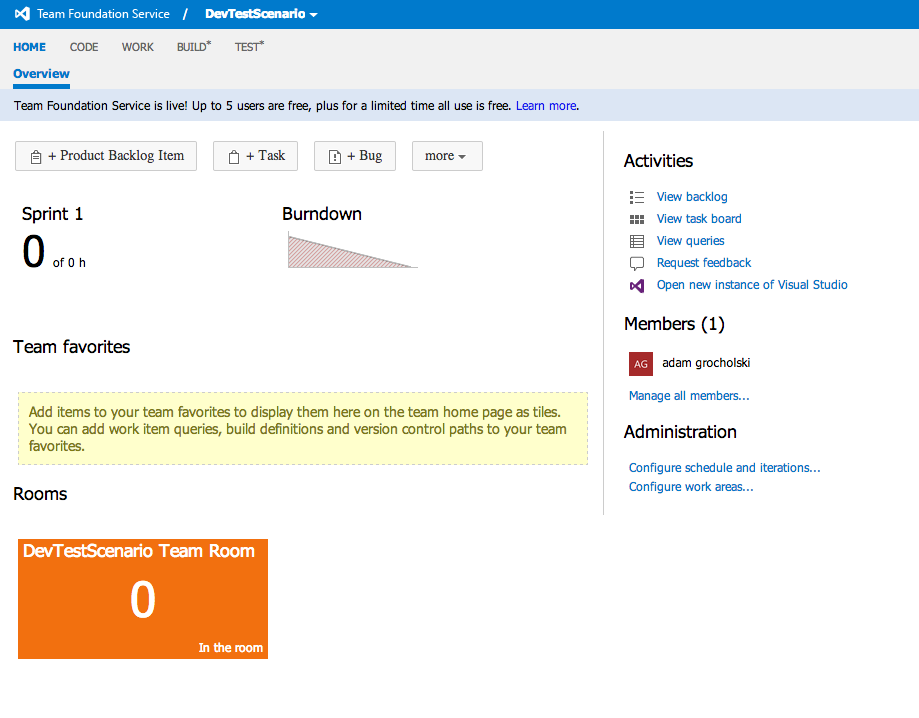 Team Foundation Service / DevTestScenario
HOME CODE WORK BUILD* TEST*
Overview
Team Foundation Service is live! Up to 5 users are free, plus for a limited time all use is free. Learn more.
+ Product Backlog Item + Task + Bug more
Sprint 1
0 of 0 h
Burndown
Team favorites
Add items to your team favorites to display them here on the team home page as tiles.
You can add work item queries, build definitions and version control paths to your team
favorites.
Rooms
DevTestScenario Team Room
0
In the room
Activities
View backlog
View task board
View queries
Request feedback
Open new instance of Visual Studio
Members (1)
AG adam grocholski
Manage all members...
Administration
Configure schedule and iterations...
Configure work areas...